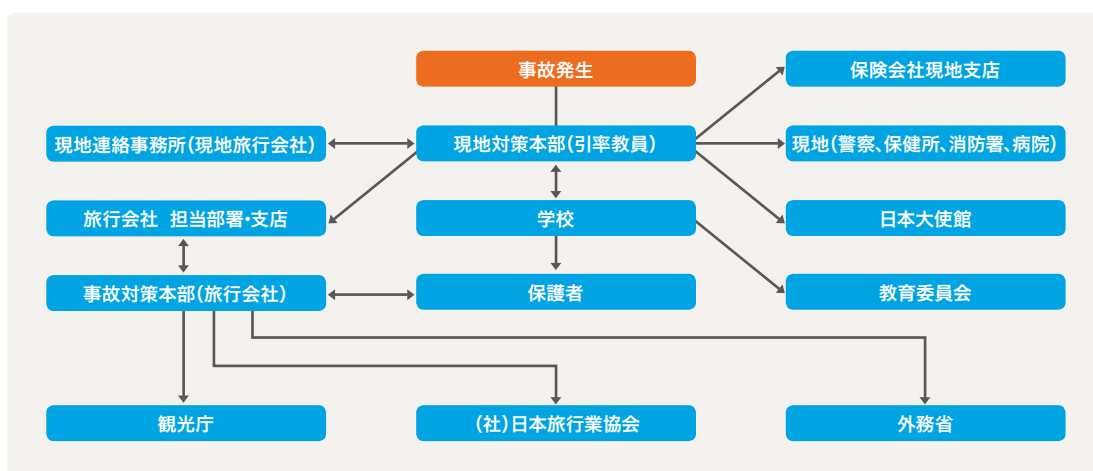 事故発生
保険会社現地支店
現地連絡事務所(現地旅行会社)
現地対策本部(引率教員)
現地(警察、保健所、消防署、病院)
旅行会社 担当部署・支店
学校
日本大使館
事故対策本部(旅行会社)
保護者
教育委員会
観光庁
(社)日本旅行業協会
外務省